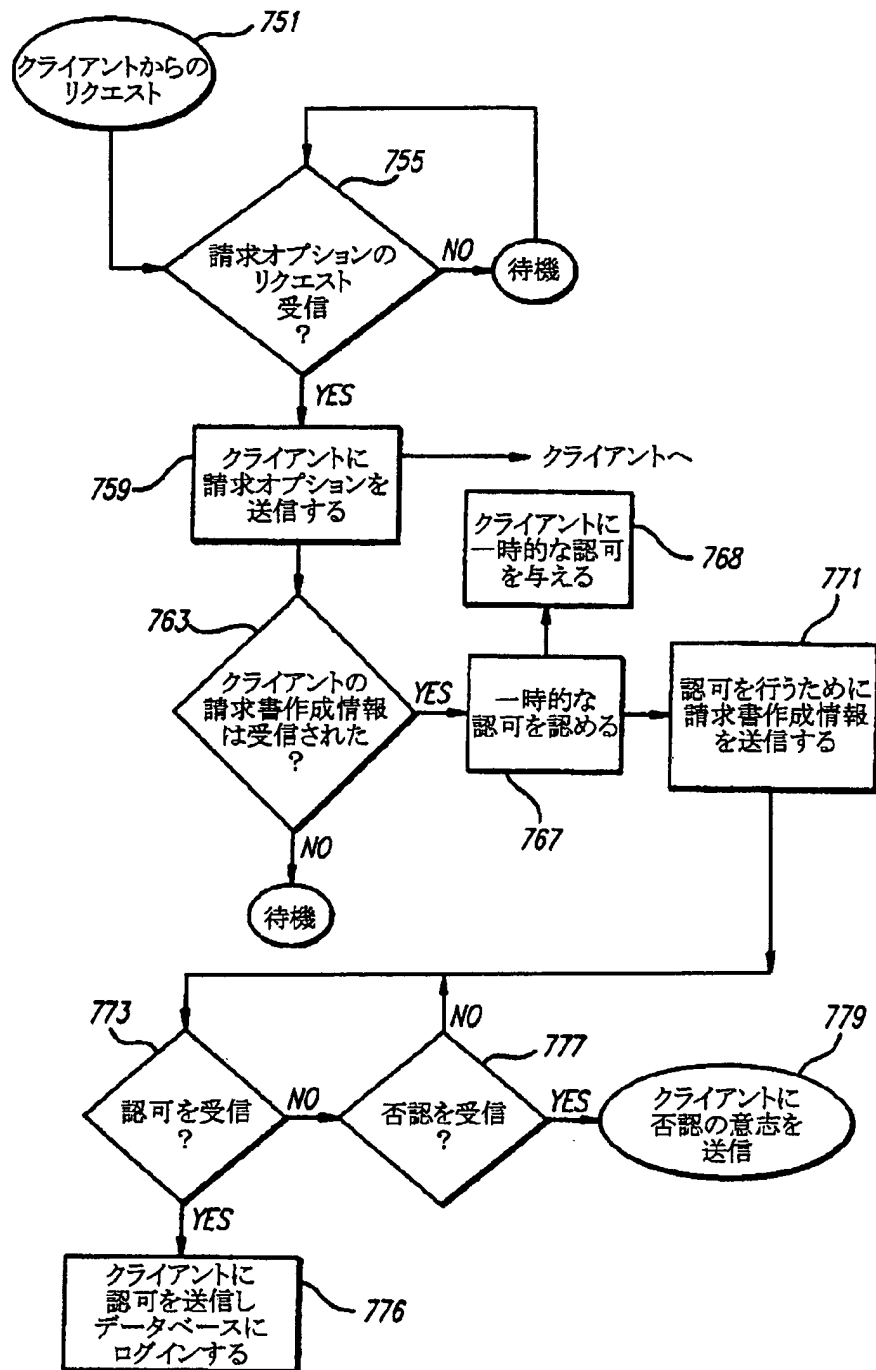 751
クライアントからの
リクエスト
755
請求オプションの
リクエスト
受信
?
NO
待機
YES
759
クライアントに
請求オプションを
送信する
クライアントへ
クライアントに
一時的な認可
を与える
768
763
クライアントの
請求書作成情報
は受信された
?
YES
一時的な
認可を認める
767
771
認可を行うために
請求書作成情報
を送信する
NO
待機
773
認可を受信
?
NO
777
否認を受信
?
NO
YES
779
クライアントに
否認の意志を
送信
YES
クライアントに
認可を送信し
データベースに
ログインする
776